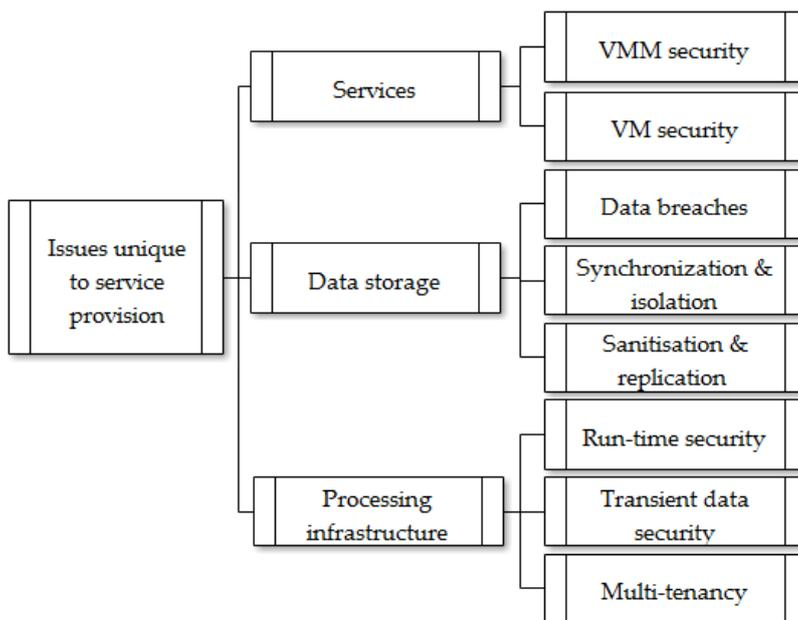 Issues unique
to service
provision
Services
VMM security
VM security
Data storage
Data breaches
Synchronization &
isolation
Sanitisation &
replication
Processing
infrastructure
Run-time security
Transient data
security
Multi-tenancy